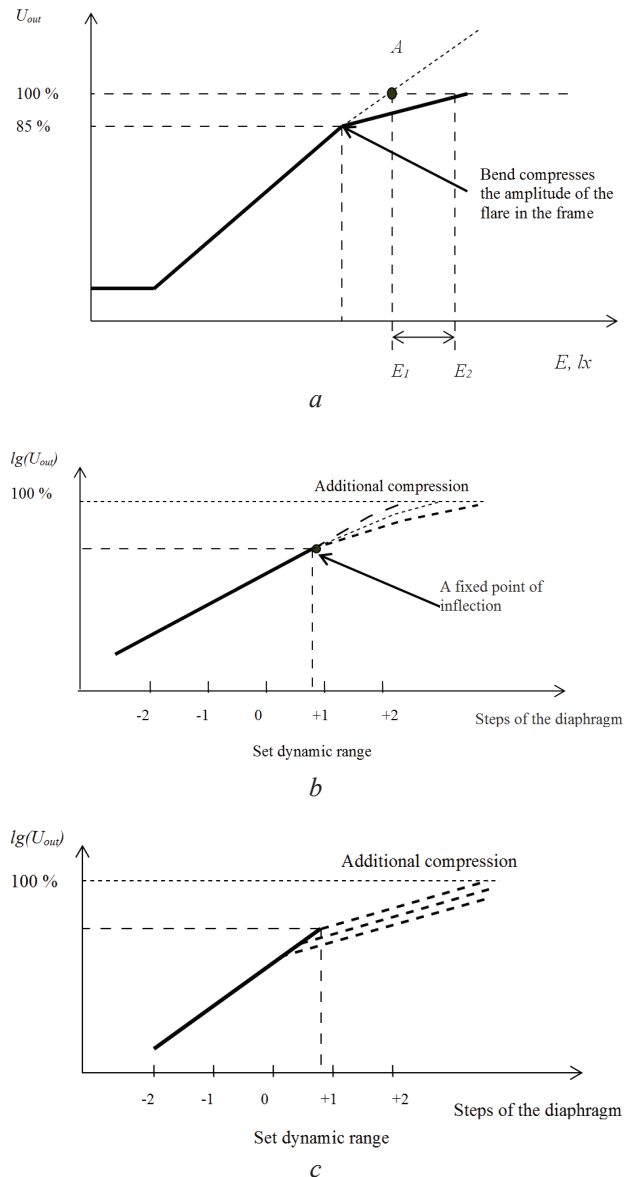 U_out
A
100 %
85 %
Bend compresses
the amplitude of the
flare in the frame
E₁ E₂
E, lx
a
lg(U_out)
100 %
Additional compression
A fixed point of
inflection
-2 -1 0 +1 +2 Steps of the diaphragm
Set dynamic range
b
lg(U_out)
Additional compression
100 %
-2 -1 0 +1 +2 Steps of the diaphragm
Set dynamic range
c